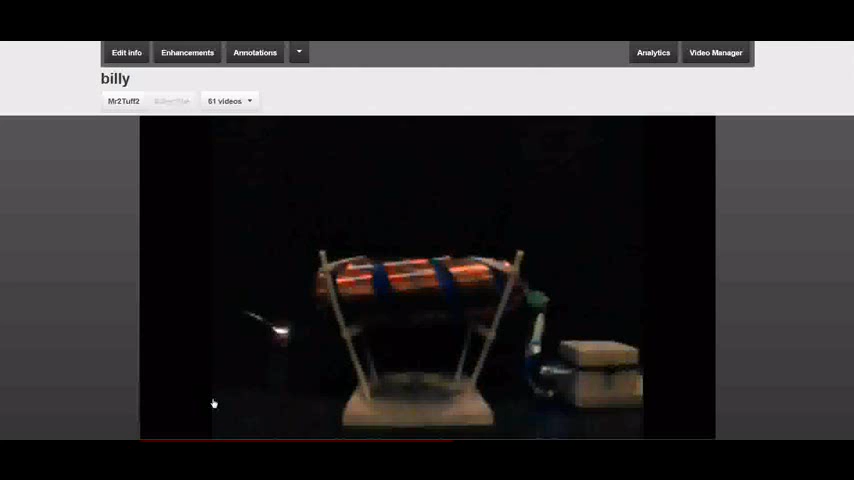 Edit info Enhancements Annotations Analytics Video Manager
billy
Mr2Tuff2 61 videos